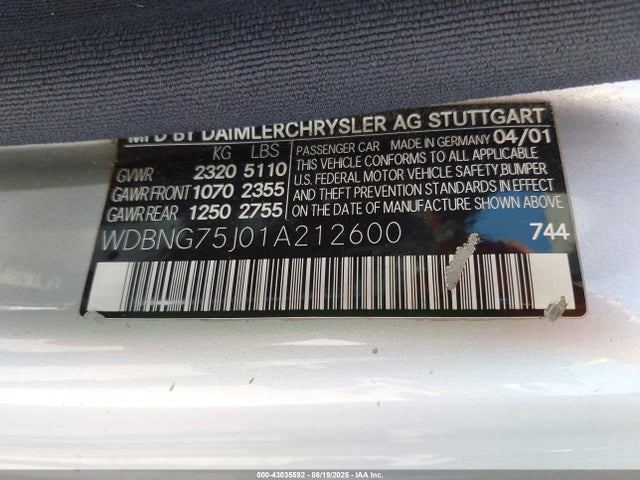 MFD BY DAIMLERCHRYSLER AG STUTTGART
KG LBS
GVWR 2320 5110
GAWR FRONT 1070 2355
GAWR REAR 1250 2755
PASSENGER CAR MADE IN GERMANY 04/01
THIS VEHICLE CONFORMS TO ALL APPLICABLE
U.S. FEDERAL MOTOR VEHICLE SAFETY, BUMPER
AND THEFT PREVENTION STANDARDS IN EFFECT
ON THE DATE OF MANUFACTURE SHOWN ABOVE
WDBNG75J01A212600
744
000-43035592 - 08/19/2025 - IAA Inc.